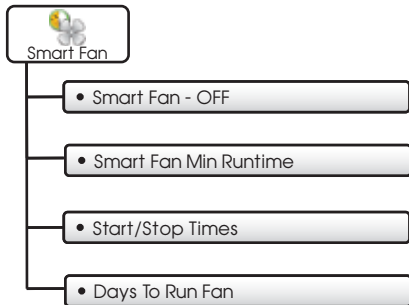 Smart Fan
• Smart Fan - OFF
• Smart Fan Min Runtime
• Start/Stop Times
• Days To Run Fan